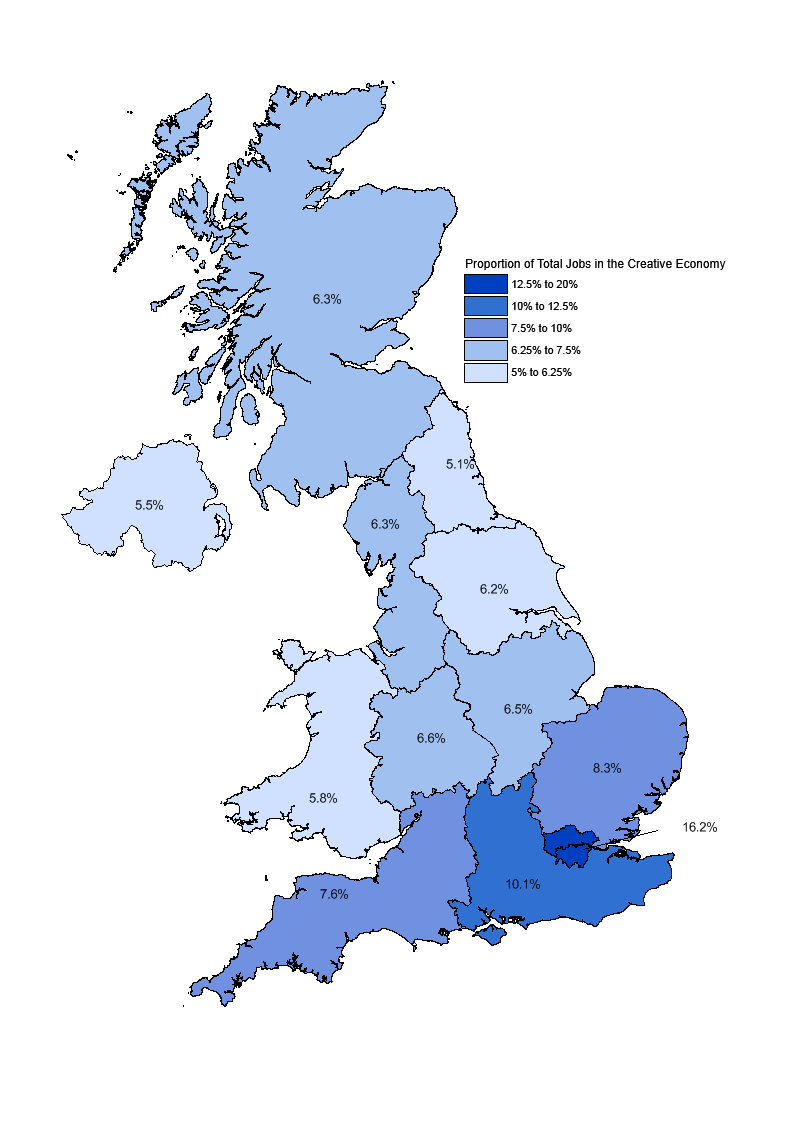 Proportion of Total Jobs in the Creative Economy
12.5% to 20%
10% to 12.5%
7.5% to 10%
6.25% to 7.5%
5% to 6.25%
6.3%
5.1%
5.5%
6.3%
6.2%
6.5%
6.6%
8.3%
5.8%
16.2%
10.1%
7.6%